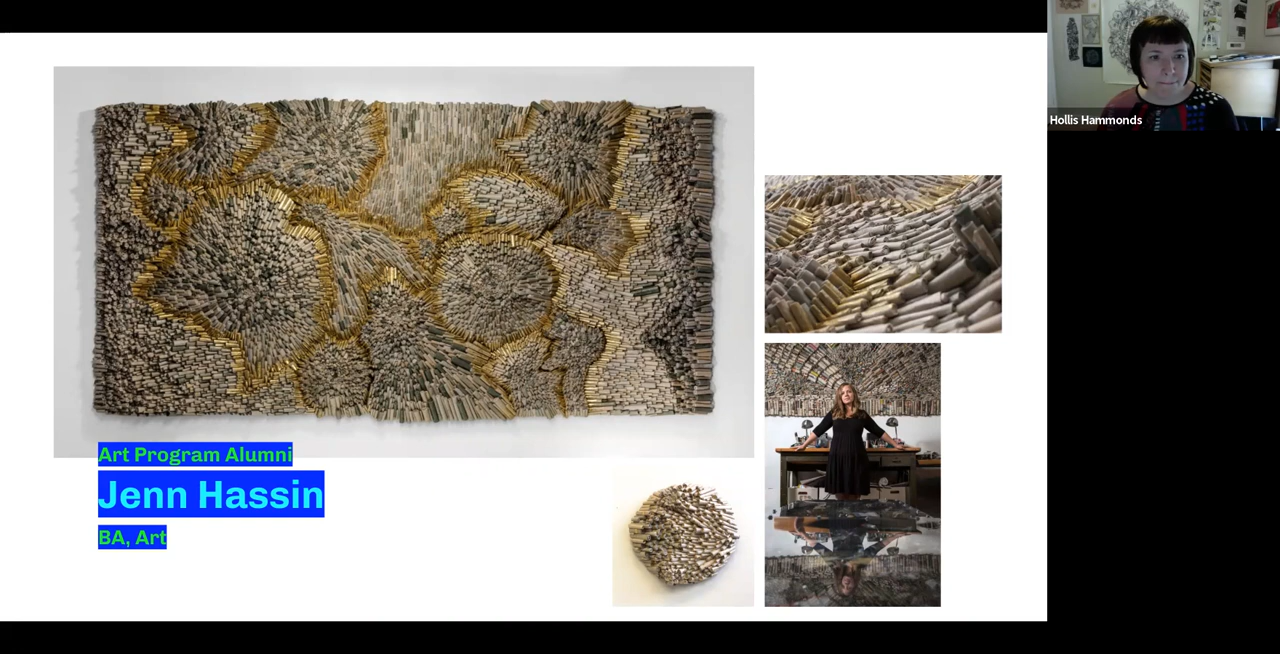 Hollis Hammonds
Art Program Alumni
Jenn Hassin
BA, Art